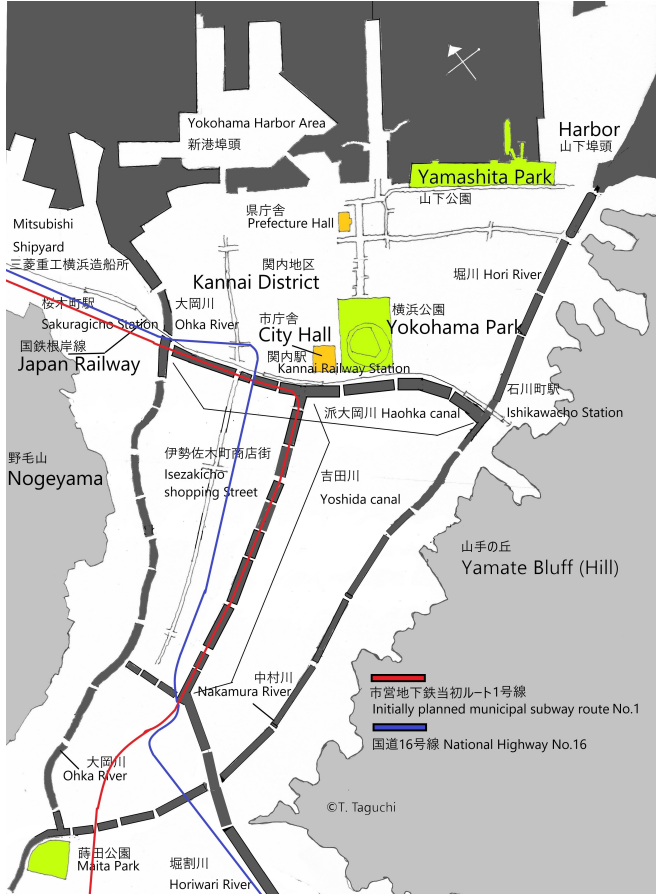 Yokohama Harbor Area
新港埠頭
Harbor
山下埠頭
Yamashita Park
山下公園
県庁舎
Prefecture Hall
Mitsubishi
Shipyard
三菱重工横浜造船所
関内地区
Kannai District
堀川 Hori River
桜木町駅
Sakuragicho Station
大岡川
Ohka River
市庁舎
City Hall
横浜公園
Yokohama Park
国鉄根岸線
Japan Railway
関内駅
Kannai Railway Station
派大岡川 Haohka canal
石川町駅
Ishikawacho Station
野毛山
Nogeyama
伊勢佐木町商店街
Isezakicho
shopping Street
吉田川
Yoshida canal
山手の丘
Yamate Bluff (Hill)
中村川
Nakamura River
市営地下鉄当初ルート1号線
Initially planned municipal subway route No.1
国道16号線 National Highway No.16
大岡川
Ohka River
©T. Taguchi
蒔田公園
Maita Park
堀割川
Horiwari River